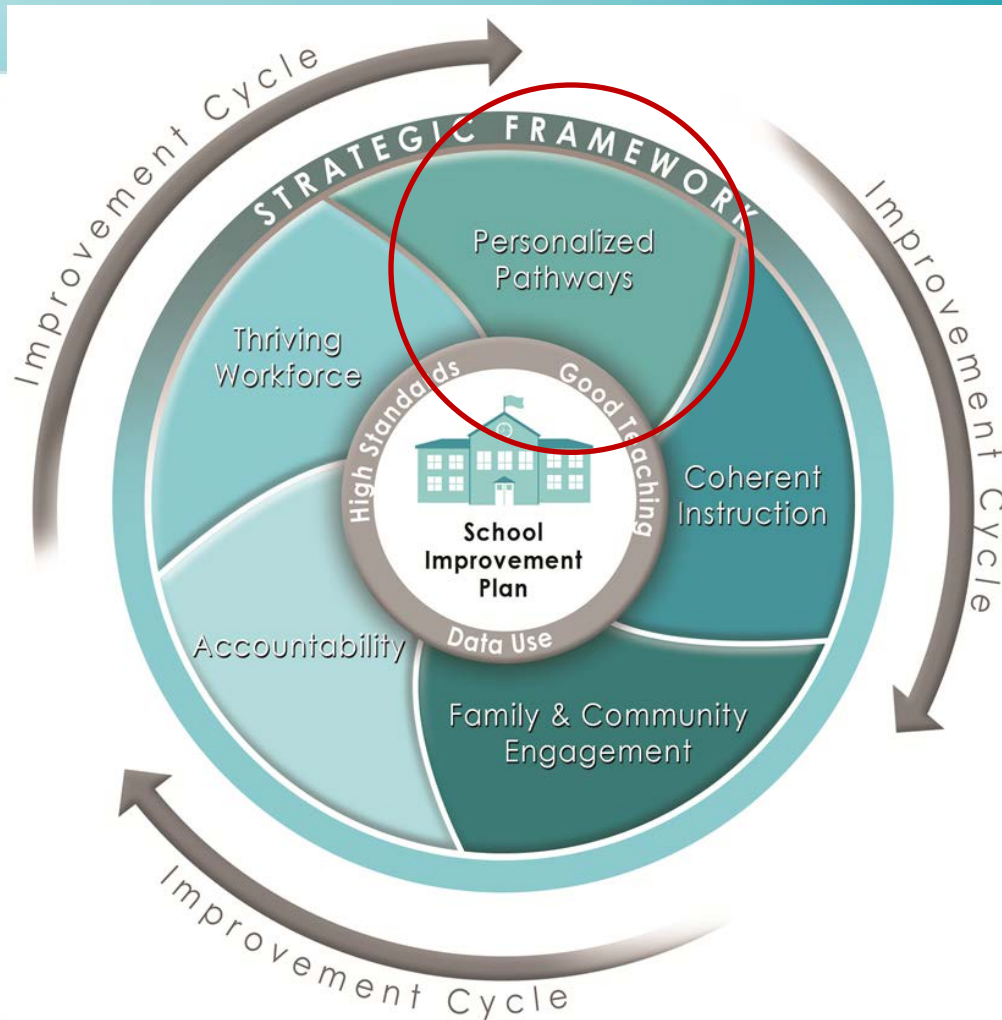 Improvement Cycle
STRATEGIC FRAMEWORK
Improvement Cycle
Personalized
Pathways
Thriving
Workforce
High Standards
Good Teaching
Coherent
Instruction
School
Improvement
Plan
Data Use
Accountability
Family & Community
Engagement
Improvement Cycle